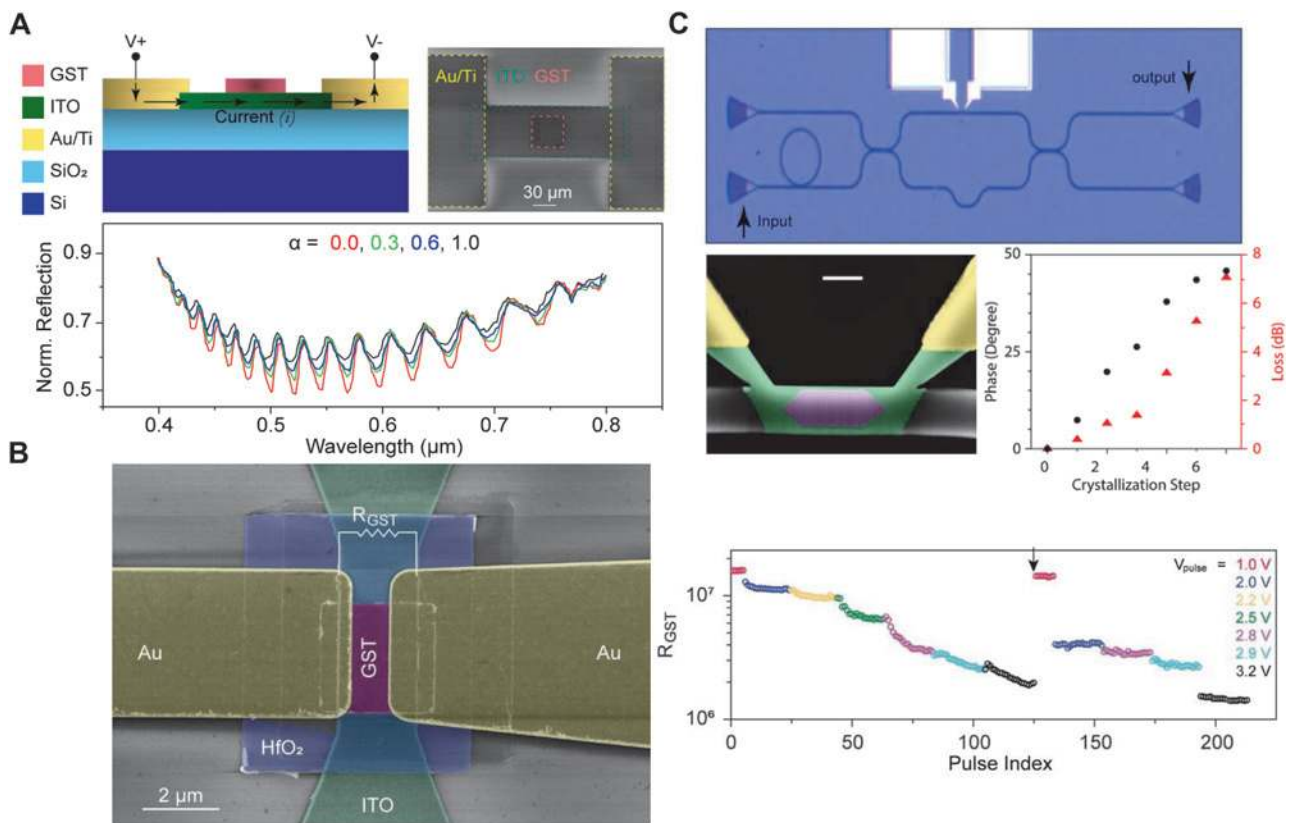 A
V+
V-
GST
ITO
Au/Ti
SiO₂
Si
Current (i)
Au/Ti
ITO
GST
30 µm
α = 0.0, 0.3, 0.6, 1.0
Norm. Reflection
0.9
0.7
0.5
0.4
0.5
0.6
0.7
0.8
Wavelength (µm)
B
R_GST
Au
GST
Au
HfO₂
2 µm
ITO
C
output
Input
Phase (Degree)
50
25
0
0
2
4
6
Crystallization Step
8
6
4
2
0
Loss (dB)
R_GST
10⁷
10⁶
V_pulse = 1.0 V
2.0 V
2.2 V
2.5 V
2.8 V
2.9 V
3.2 V
0
50
100
150
200
Pulse Index